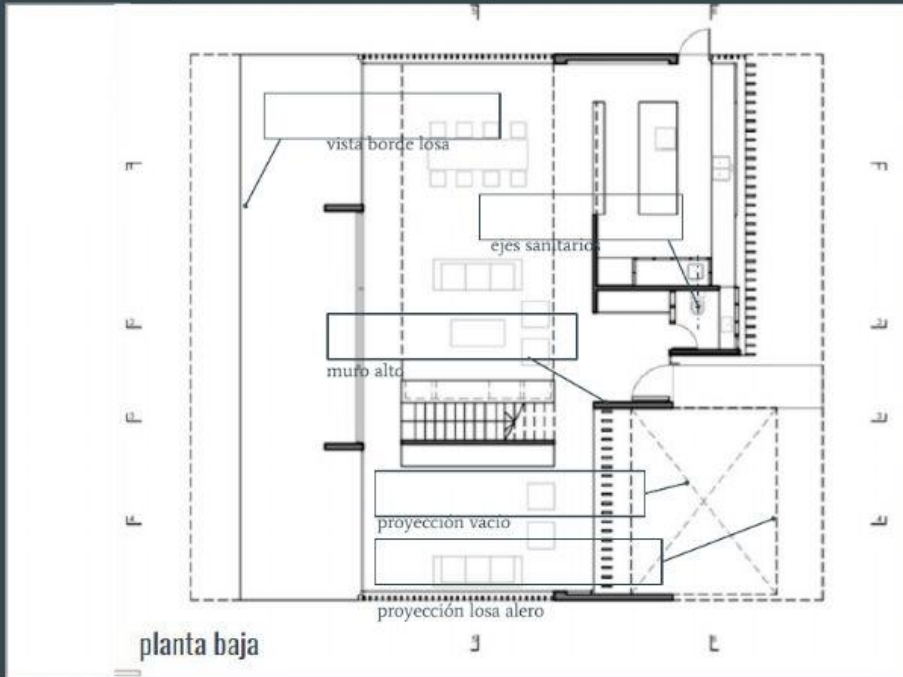 vista borde losa
ejes sanitarios
muro alto
proyección vacío
proyección losa alero
planta baja